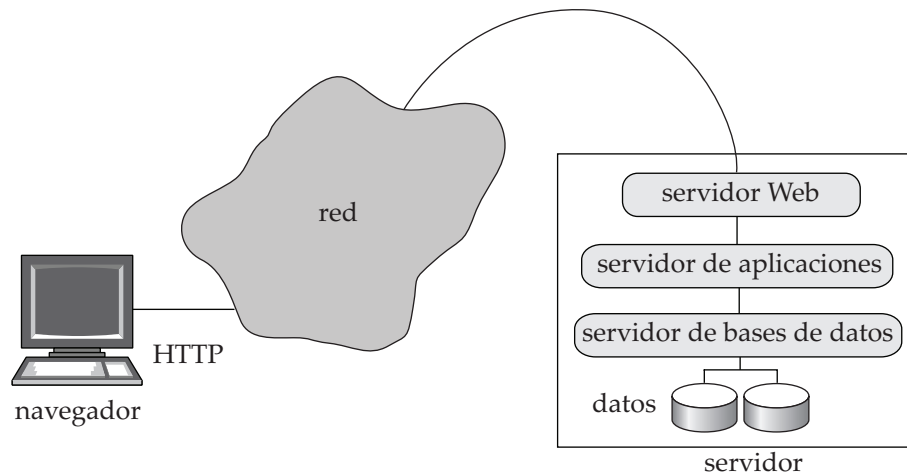 red
servidor Web
servidor de aplicaciones
servidor de bases de datos
HTTP
datos
navegador
servidor